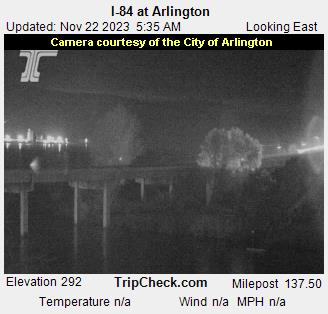 I-84 at Arlington
Updated: Nov 22 2023 5:35 AM Looking East
Camera courtesy of the City of Arlington
Elevation 292 TripCheck.com Milepost 137.50
Temperature n/a Wind n/a MPH n/a